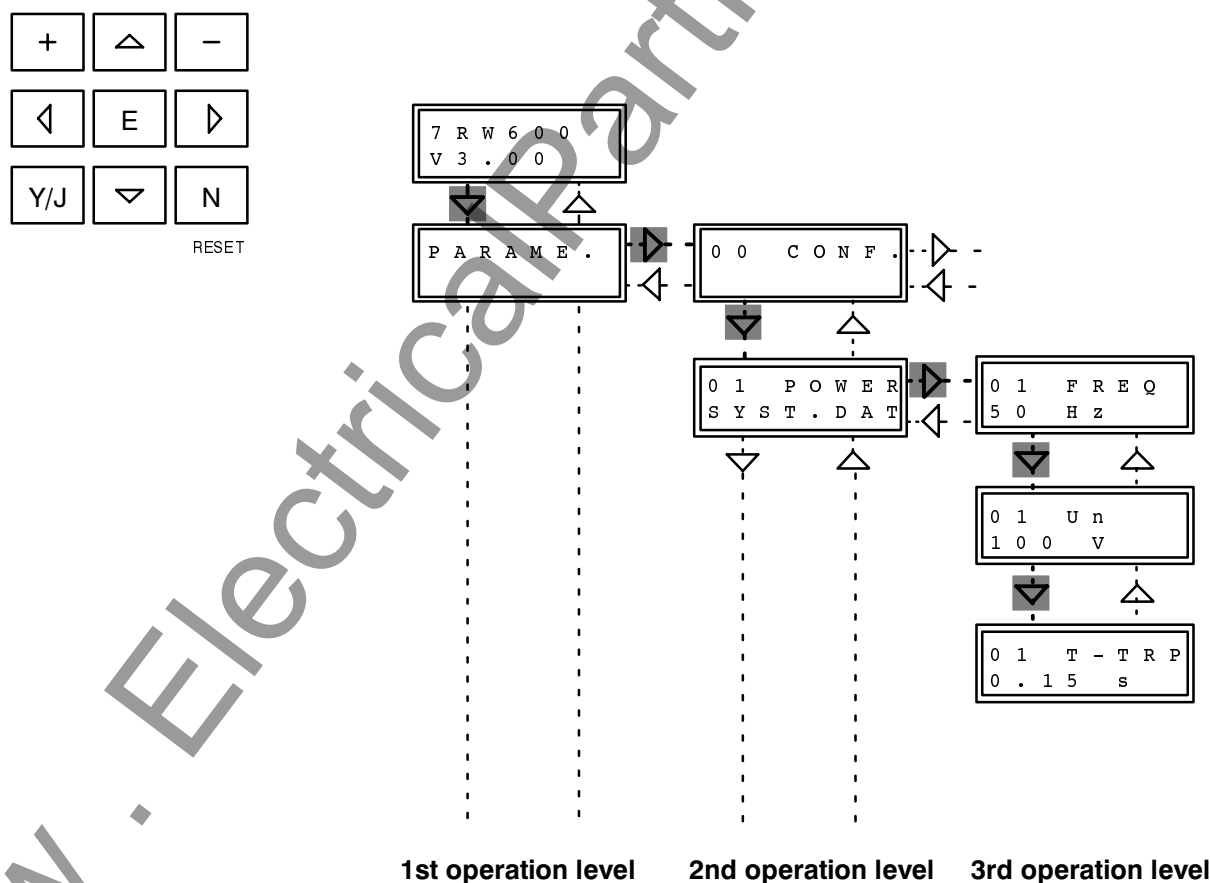 + −
E
Y/J N
RESET
7RW600
V3.00
PARAME.
00 CONF.
01 POWER
SYST.DAT
01 FREQ
50 Hz
01 Un
100 V
01 T-TRP
0.15 s
1st operation level 2nd operation level 3rd operation level
w . ElectricalPart